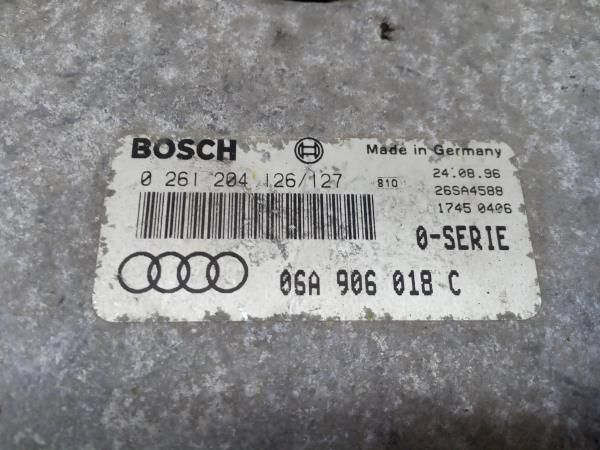 BOSCH
Made in Germany
0 261 204 126/127
810
24.08.96
26SA4588
1745 0406
0-SERIE
06A 906 018 C